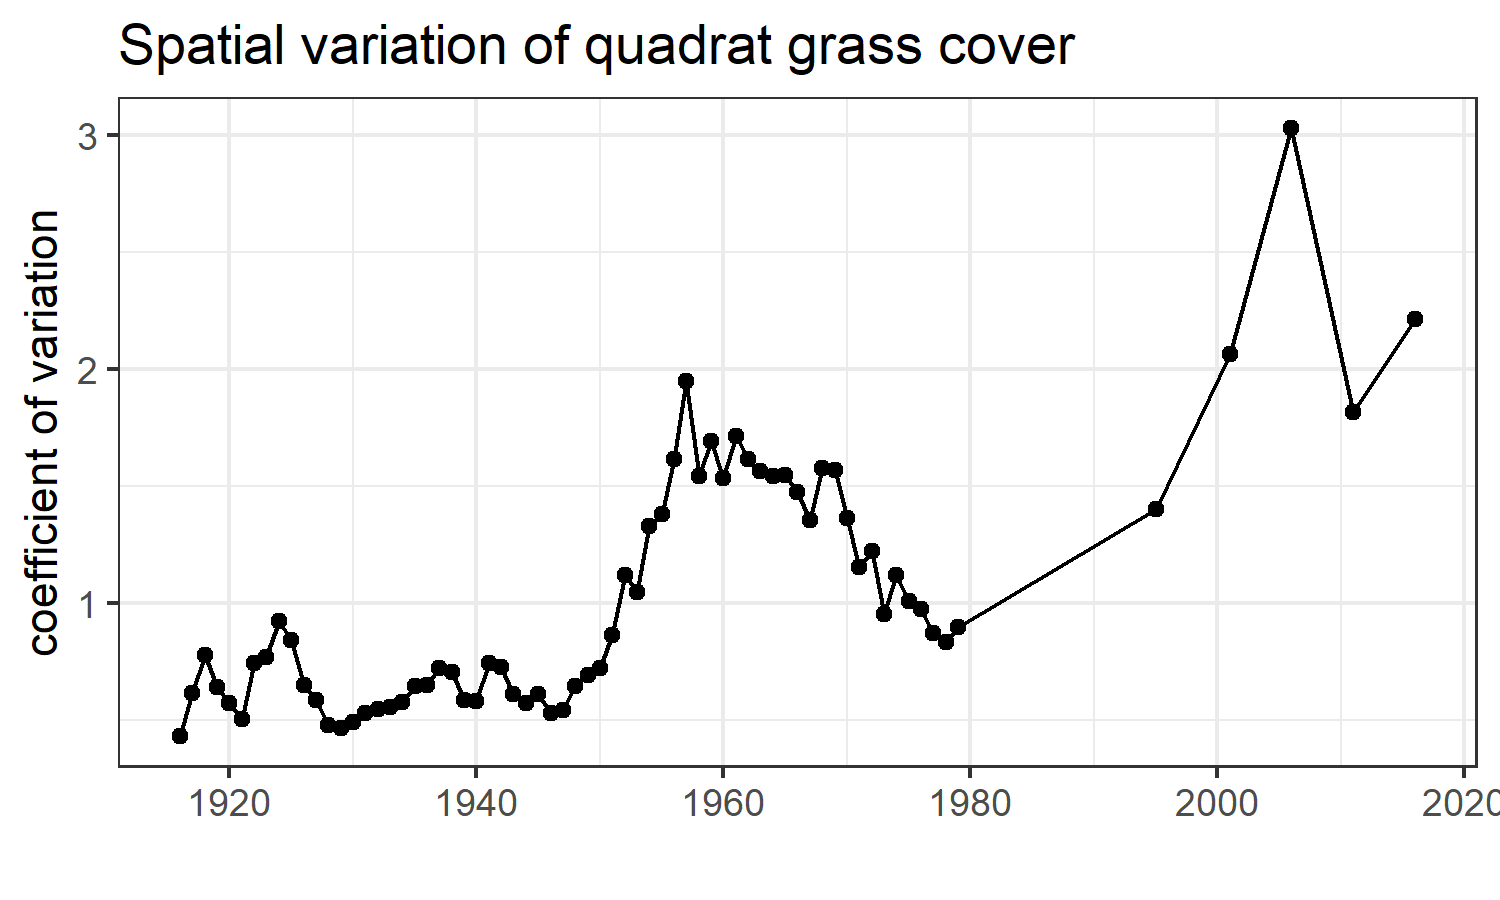 Spatial variation of quadrat grass cover
coefficient of variation
3
2
1
1920 1940 1960 1980 2000 2020